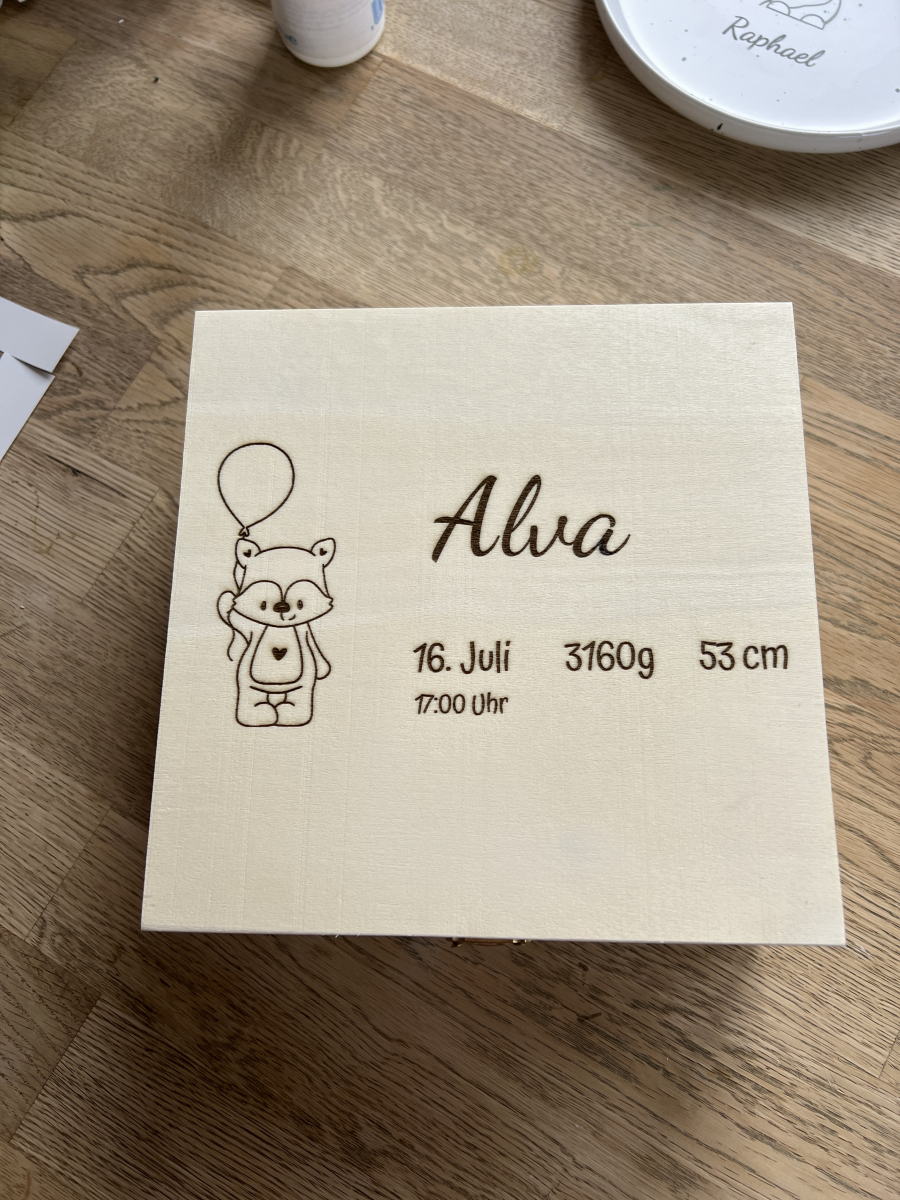 Raphael
Alva
16. Juli 3160g 53 cm
17:00 Uhr